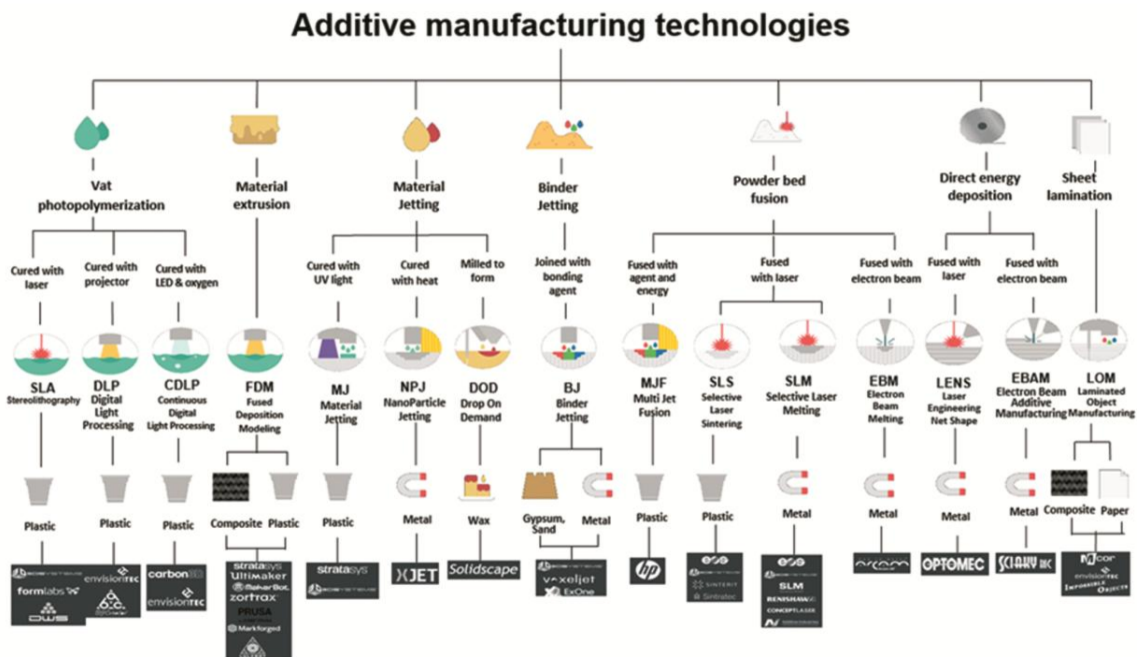 Additive manufacturing technologies
Vat
photopolymerization
Material
extrusion
Material
Jetting
Binder
Jetting
Powder bed
fusion
Direct energy
deposition
Sheet
lamination
Cured with
laser
Cured with
projector
Cured with
LED & oxygen
Cured with
UV light
Cured
with heat
Milled to
form
Joined with
bonding
agent
Fused with
agent and
energy
Fused
with laser
Fused with
electron beam
Fused with
laser
Fused with
electron beam
SLA
Stereolithography
DLP
Digital
Light
Processing
CDLP
Continuous
Digital
Light Processing
FDM
Fused
Deposition
Modeling
MJ
Material
Jetting
NPJ
NanoParticle
Jetting
DOD
Drop On
Demand
BJ
Binder
Jetting
MJF
Multi Jet
Fusion
SLS
Selective
Laser
Sintering
SLM
Selective Laser
Melting
EBM
Electron
Beam
Melting
LENS
Laser
Engineering
Net Shape
EBAM
Electron Beam
Additive
Manufacturing
LOM
Laminated
Object
Manufacturing
Plastic
Plastic
Plastic
Composite
Plastic
Plastic
Metal
Wax
Gypsum,
Sand
Metal
Plastic
Plastic
Metal
Metal
Metal
Metal
Composite
Paper
formlabs
DWS
envisionTEC
carbon
envisionTEC
stratasys
Ultimaker
MakerBot
zortrax
PRUSA
Markforged
stratasys
XJET
Solidscape
voxeljet
ExOne
hp
eos
SINTERIT
Sintratec
eos
SLM
RENISHAW
CONCEPTLASER
arcam
OPTOMEC
SCIAKY INC
Mcor
envisionTEC
IMPOSSIBLE OBJECTS